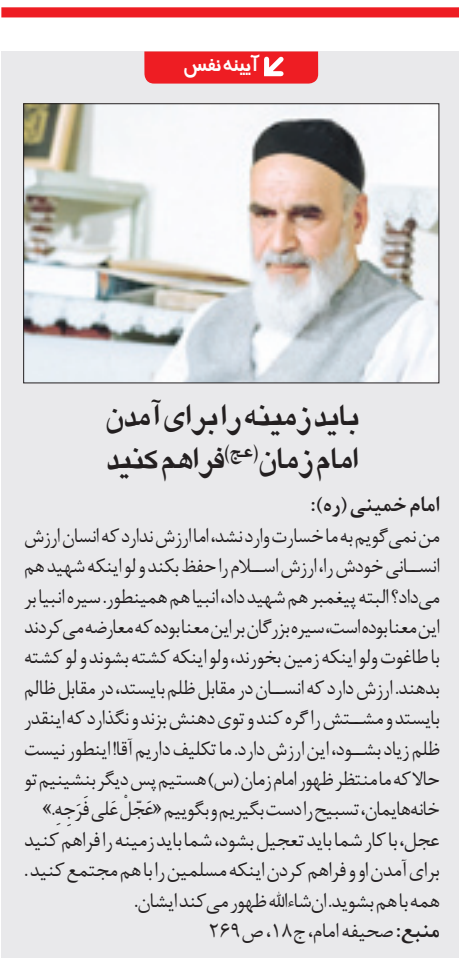 آیینه نفس
باید زمینه را برای آمدن
امام زمان(عج) فراهم کنید
امام خمینی (ره):
من نمی گویم به ما خسارت وارد نشد، اما ارزش ندارد که انسان ارزش
انسانی خودش را، ارزش اسلام را حفظ بکند و لو اینکه شهید هم
می‌داد؟ البته پیغمبر هم شهید داد، انبیا هم همینطور. سیره انبیا بر
این معنا بوده است، سیره بزرگان بر این معنا بوده که معارضه می کردند
با طاغوت ولو اینکه زمین بخورند، ولو اینکه کشته بشوند و لو کشته
بدهند. ارزش دارد که انسان در مقابل ظلم بایستد، در مقابل ظالم
بایستد و مشتش را گره کند و توی دهنش بزند و نگذارد که اینقدر
ظلم زیاد بشود، این ارزش دارد. ما تکلیف داریم آقا! اینطور نیست
حالا که ما منتظر ظهور امام زمان (س) هستیم پس دیگر بنشینیم تو
خانه‌هایمان، تسبیح را دست بگیریم و بگوییم «عَجّلْ عَلی فَرَجِهِ.»
عجل، با کار شما باید تعجیل بشود، شما باید زمینه را فراهم کنید
برای آمدن او و فراهم کردن اینکه مسلمین را با هم مجتمع کنید.
همه با هم بشوید. ان شاءالله ظهور می کند ایشان.
منبع: صحیفه امام، ج۱۸، ص۲۶۹